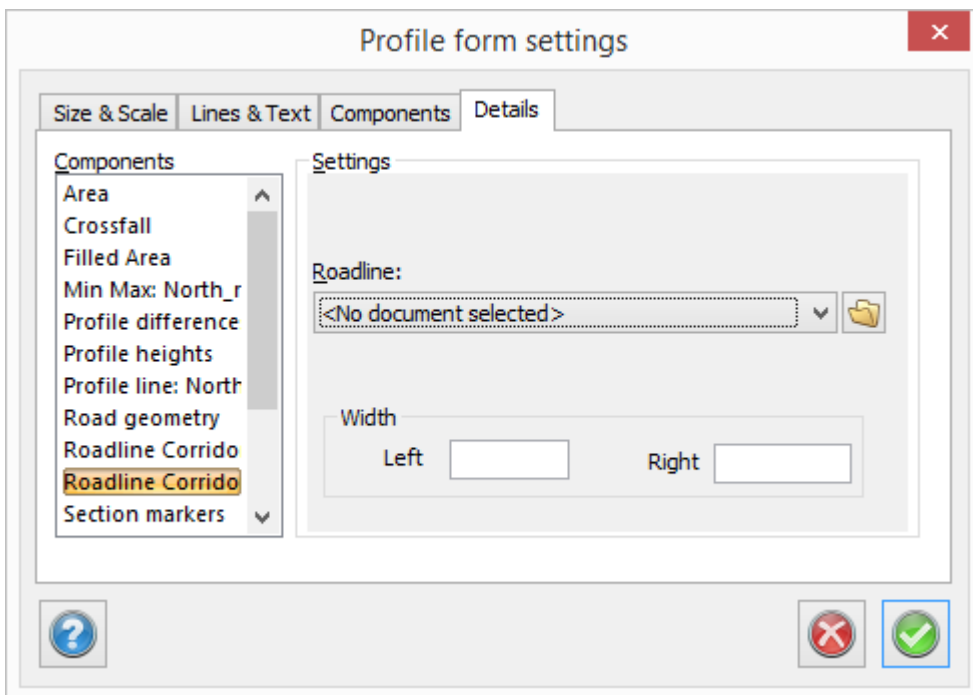 Profile form settings
Size & Scale
Lines & Text
Components
Details
Components
Area
Crossfall
Filled Area
Min Max: North_r
Profile difference
Profile heights
Profile line: North
Road geometry
Roadline Corrido
Roadline Corrido
Section markers
Settings
Roadline:
<No document selected>
Width
Left
Right